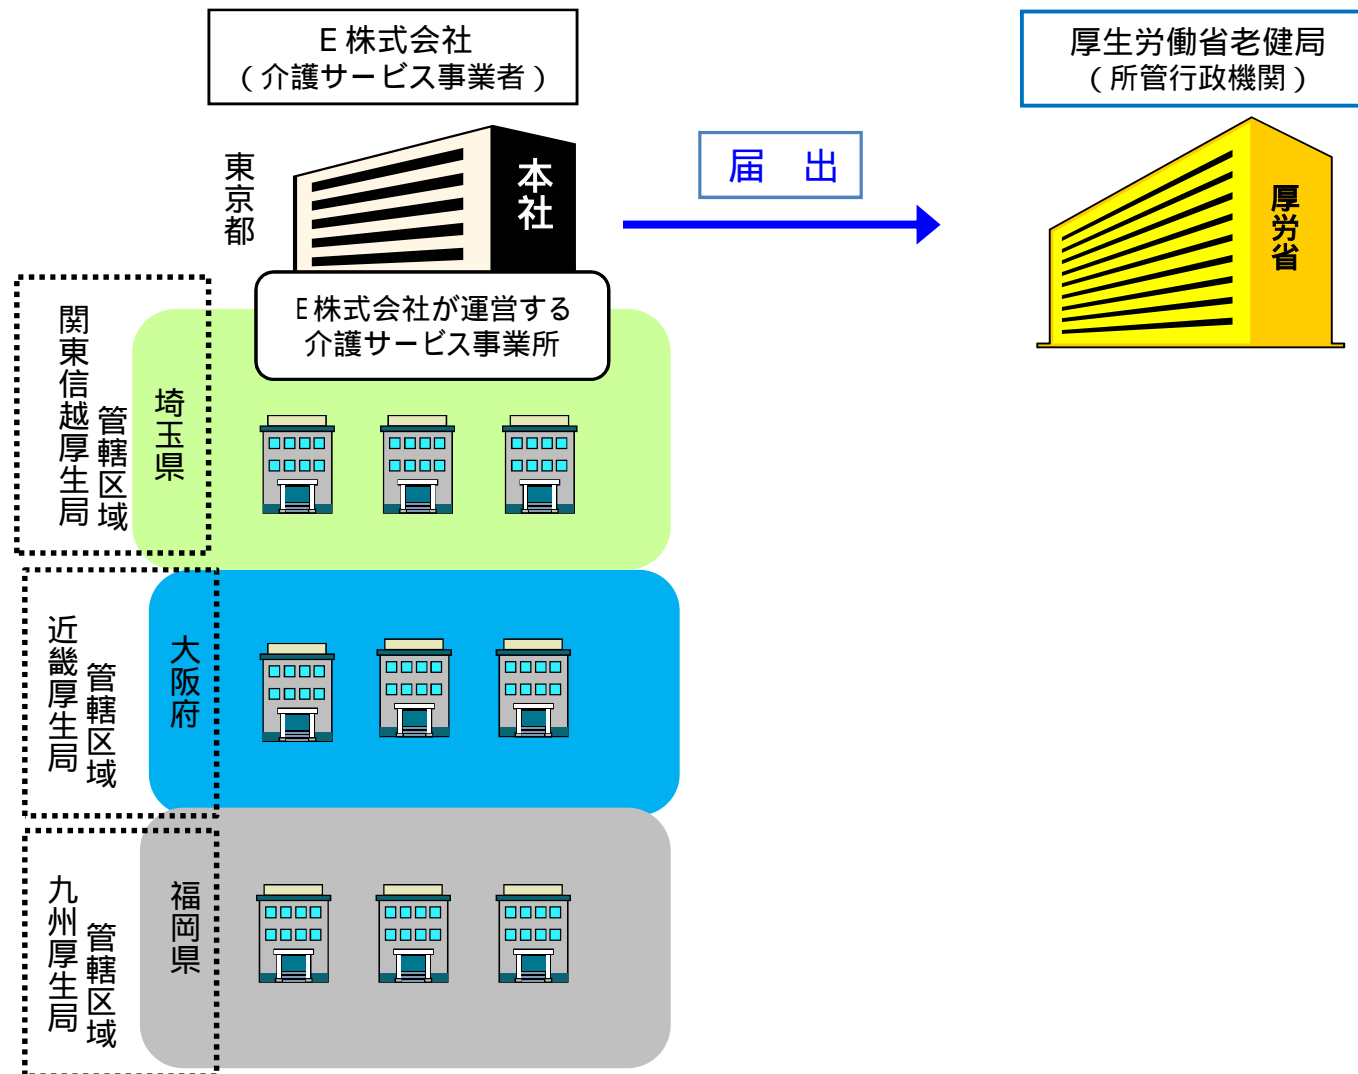 E株式会社
（介護サービス事業者）
厚生労働省老健局
（所管行政機関）
届　出
東京都
本社
厚労省
E株式会社が運営する
介護サービス事業所
関東信越厚生局
管轄区域
埼玉県
近畿厚生局
管轄区域
大阪府
九州厚生局
管轄区域
福岡県